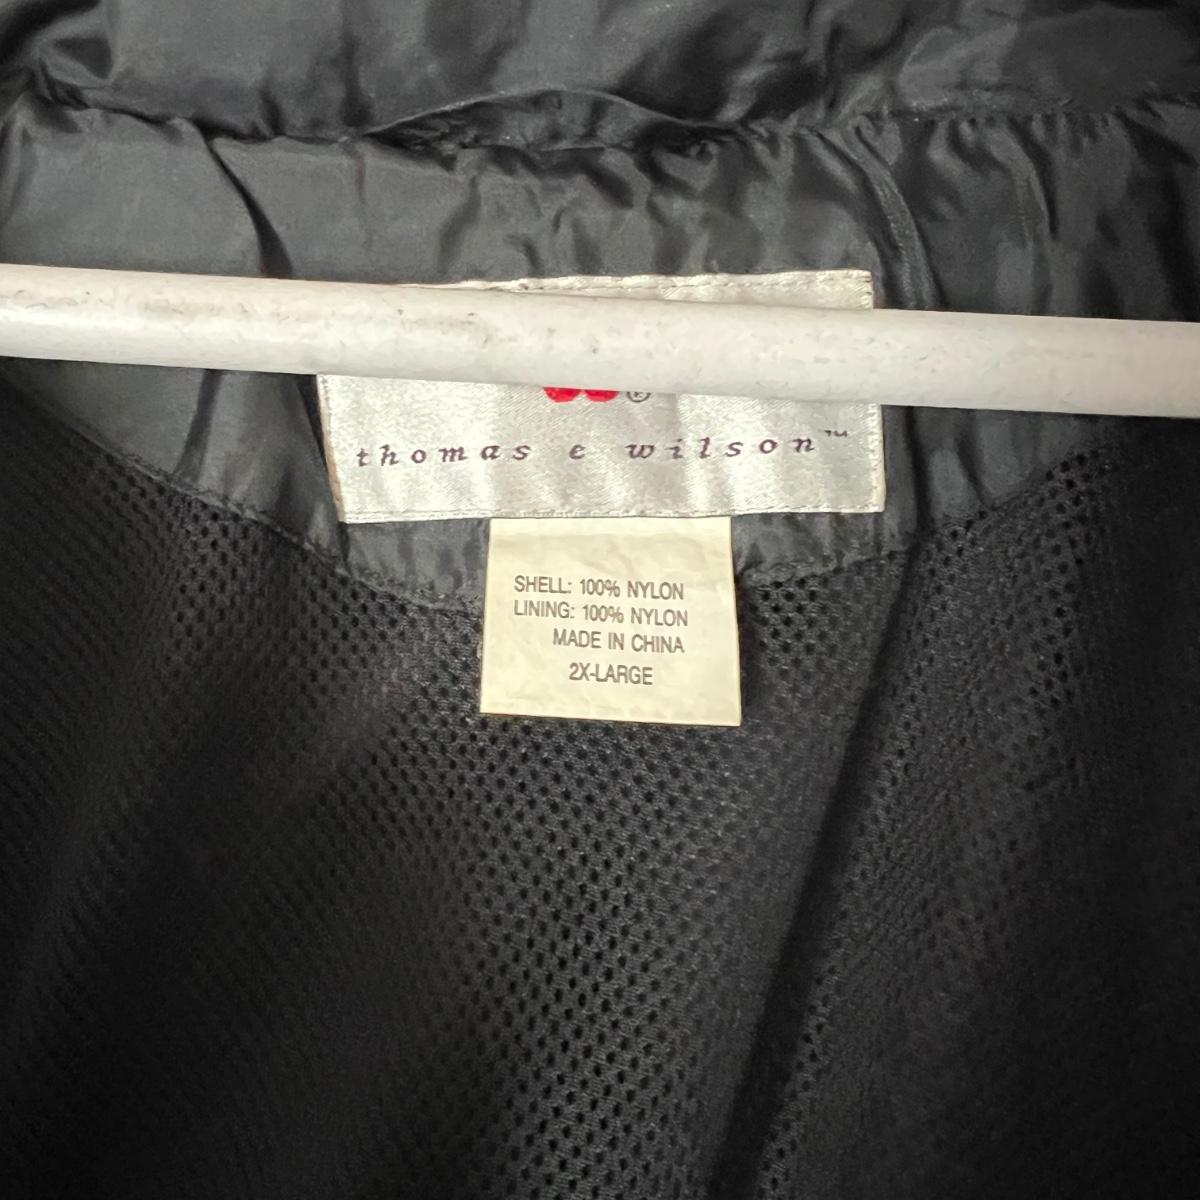 ®
thomas e wilson™
SHELL: 100% NYLON
LINING: 100% NYLON
MADE IN CHINA
2X-LARGE